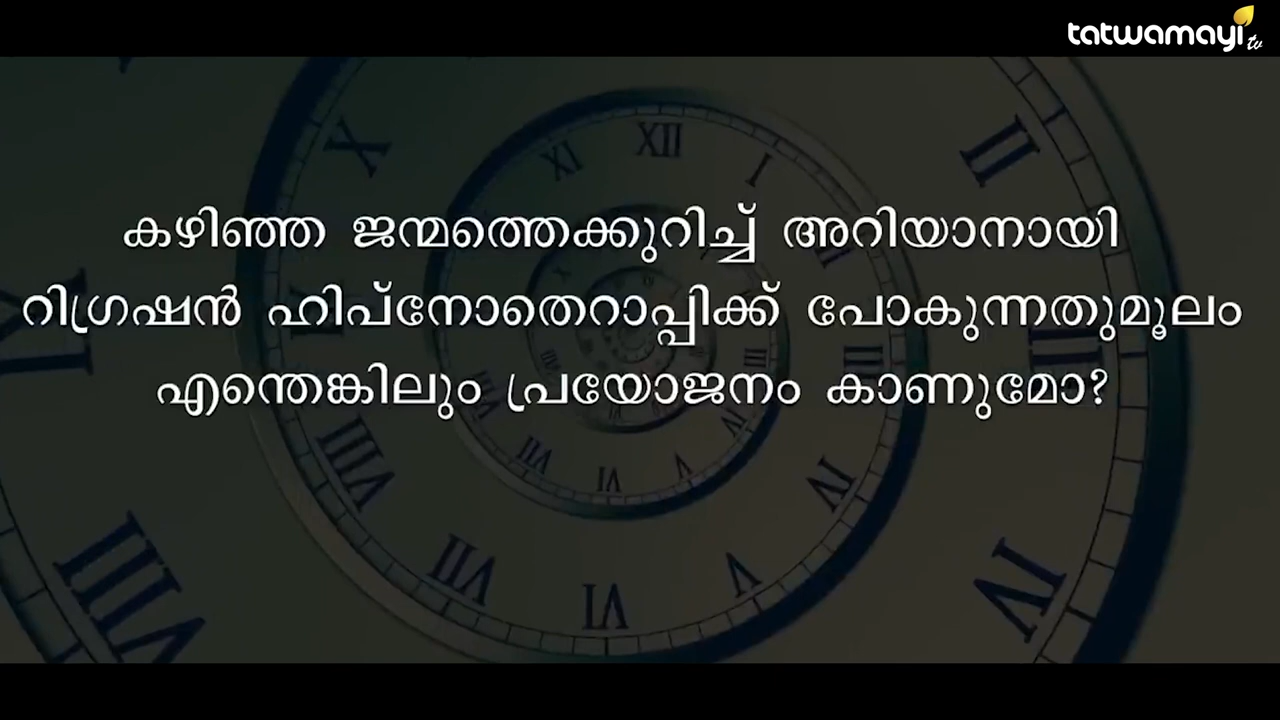 tatwamayi tv
കഴിഞ്ഞ ജന്മത്തെക്കുറിച്ച് അറിയാനായി
റിഗ്രഷൻ ഹിപ്നോതെറാപ്പിക്ക് പോകുന്നതുമൂലം
എന്തെങ്കിലും പ്രയോജനം കാണുമോ?